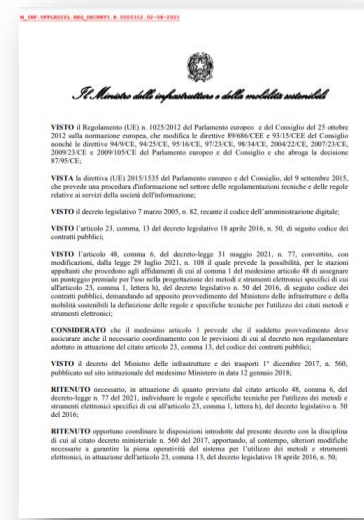 M_INF.UFFLEGISL.REG_DECRETI.R.0000312.02-08-2021
Il Ministro delle infrastrutture e della mobilità sostenibili
VISTO il Regolamento (UE) n. 1025/2012 del Parlamento europeo e del Consiglio del 25 ottobre
2012 sulla normazione europea, che modifica le direttive 89/686/CEE e 93/15/CEE del Consiglio
nonché le direttive 94/9/CE, 94/25/CE, 95/16/CE, 97/23/CE, 98/34/CE, 2004/22/CE, 2007/23/CE,
2009/23/CE e 2009/105/CE del Parlamento europeo e del Consiglio e che abroga la decisione
87/95/CE;
VISTA la direttiva (UE) 2015/1535 del Parlamento europeo e del Consiglio, del 9 settembre 2015,
che prevede una procedura d'informazione nel settore delle regolamentazioni tecniche e delle regole
relative ai servizi della società dell'informazione;
VISTO il decreto legislativo 7 marzo 2005, n. 82, recante il codice dell'amministrazione digitale;
VISTO l'articolo 23, comma, 13 del decreto legislativo 18 aprile 2016, n. 50, di seguito codice dei
contratti pubblici;
VISTO l'articolo 48, comma 6, del decreto-legge 31 maggio 2021, n. 77, convertito, con
modificazioni, dalla legge 29 luglio 2021, n. 108 il quale prevede la possibilità, per le stazioni
appaltanti che procedono agli affidamenti di cui al comma 1 del medesimo articolo 48 di assegnare
un punteggio premiale per l'uso nella progettazione dei metodi e strumenti elettronici specifici di cui
all'articolo 23, comma 1, lettera h), del decreto legislativo n. 50 del 2016, di seguito codice dei
contratti pubblici, demandando ad apposito provvedimento del Ministero delle infrastrutture e della
mobilità sostenibili la definizione delle regole e specifiche tecniche per l'utilizzo dei citati metodi e
strumenti elettronici;
CONSIDERATO che il medesimo articolo 1 prevede che il suddetto provvedimento deve
assicurare anche il necessario coordinamento con le previsioni di cui al decreto non regolamentare
adottato in attuazione del citato articolo 23, comma 13, del codice dei contratti pubblici;
VISTO il decreto del Ministro delle infrastrutture e dei trasporti 1° dicembre 2017, n. 560,
pubblicato sul sito istituzionale del medesimo Ministero in data 12 gennaio 2018;
RITENUTO necessario, in attuazione di quanto previsto dal citato articolo 48, comma 6, del
decreto-legge n. 77 del 2021, individuare le regole e specifiche tecniche per l'utilizzo dei metodi e
strumenti elettronici specifici di cui all'articolo 23, comma 1, lettera h), del decreto legislativo n. 50
del 2016;
RITENUTO opportuno coordinare le disposizioni introdotte dal presente decreto con la disciplina
di cui al citato decreto ministeriale n. 560 del 2017, apportando, al contempo, ulteriori modifiche
necessarie a garantire la piena operatività del sistema per l'utilizzo dei metodi e strumenti
elettronici, in attuazione dell'articolo 23, comma 13, del decreto legislativo 18 aprile 2016, n. 50;